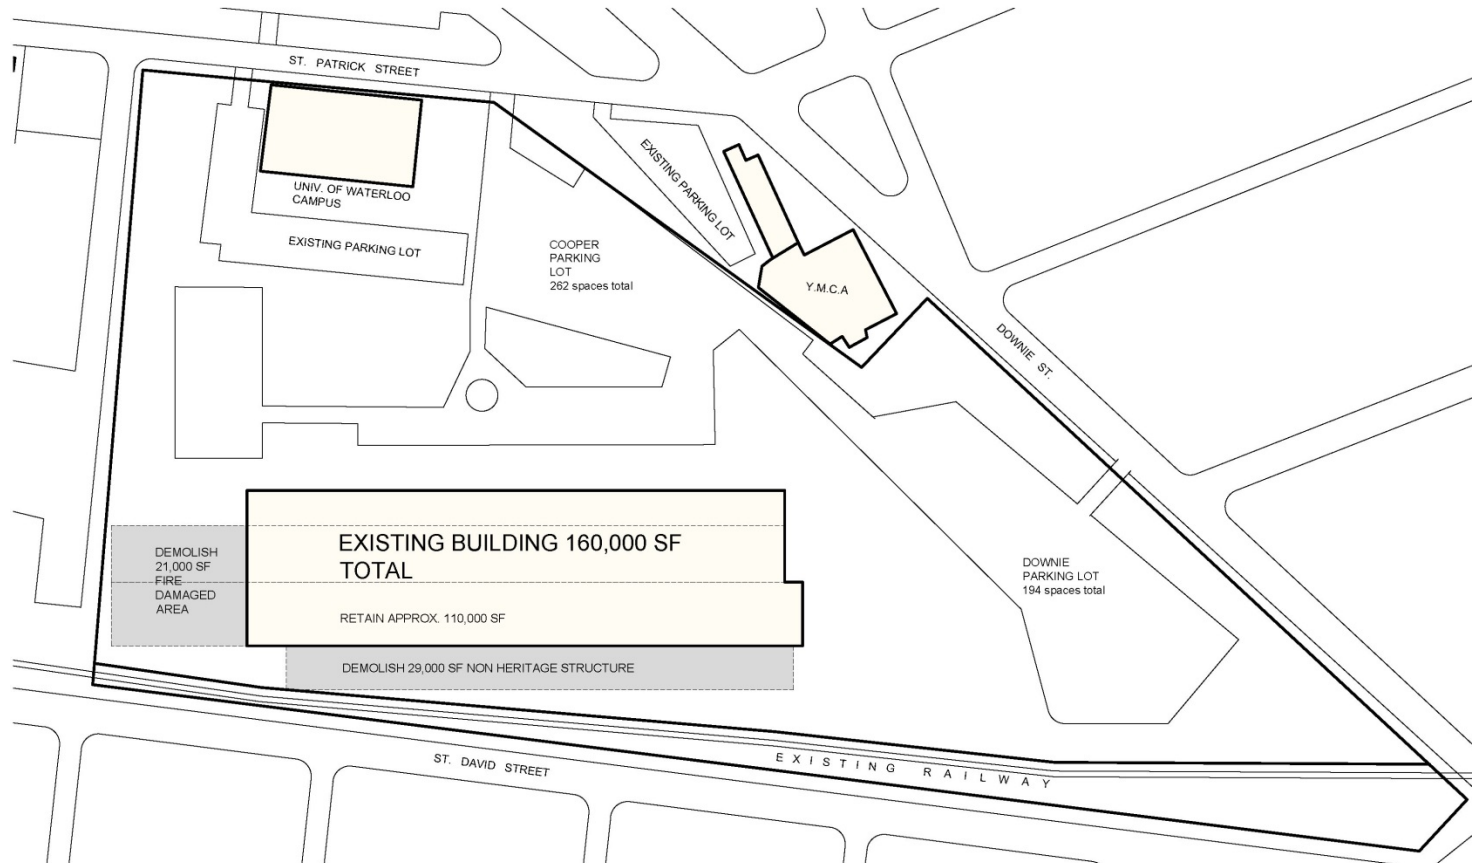 ST. PATRICK STREET
UNIV. OF WATERLOO
CAMPUS
EXISTING PARKING LOT
COOPER
PARKING
LOT
262 spaces total
EXISTING PARKING LOT
Y.M.C.A
DOWNIE ST.
DEMOLISH
21,000 SF
FIRE
DAMAGED
AREA
EXISTING BUILDING 160,000 SF
TOTAL
RETAIN APPROX. 110,000 SF
DEMOLISH 29,000 SF NON HERITAGE STRUCTURE
DOWNIE
PARKING LOT
194 spaces total
ST. DAVID STREET
EXISTING RAILWAY